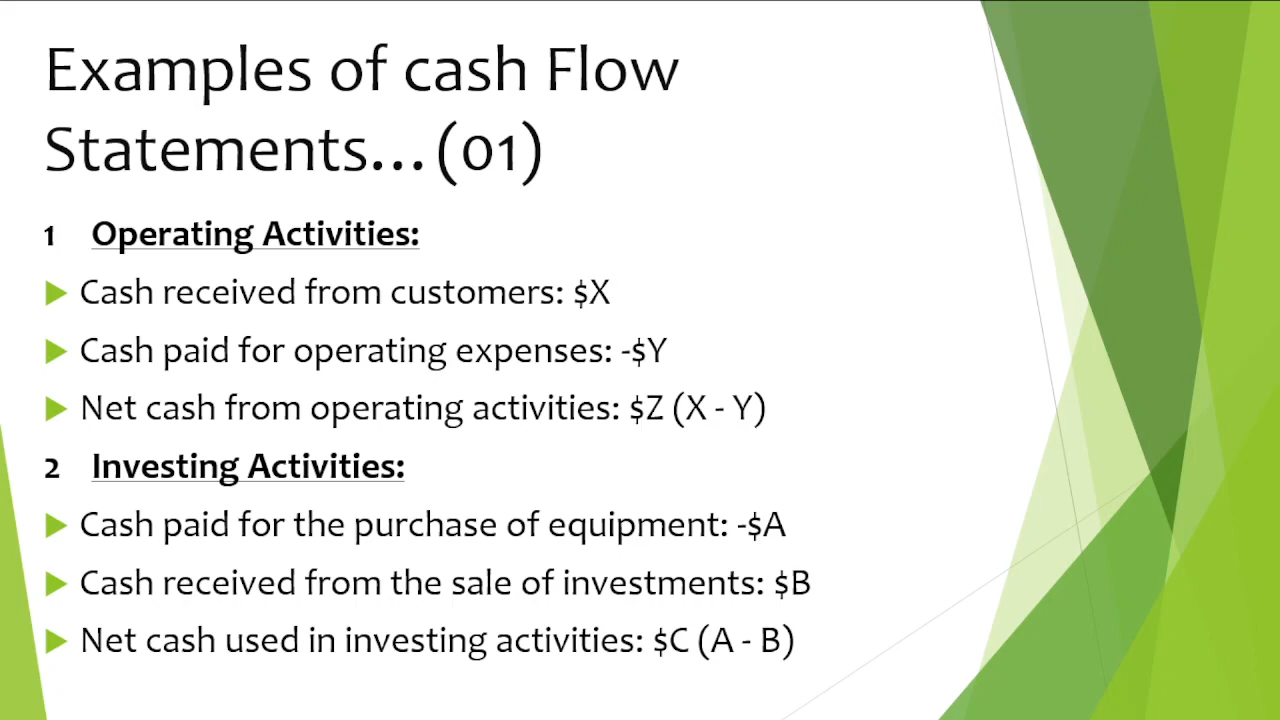 Examples of cash Flow
Statements...(01)
1 Operating Activities:
Cash received from customers: $X
Cash paid for operating expenses: -$Y
Net cash from operating activities: $Z (X - Y)
2 Investing Activities:
Cash paid for the purchase of equipment: -$A
Cash received from the sale of investments: $B
Net cash used in investing activities: $C (A - B)